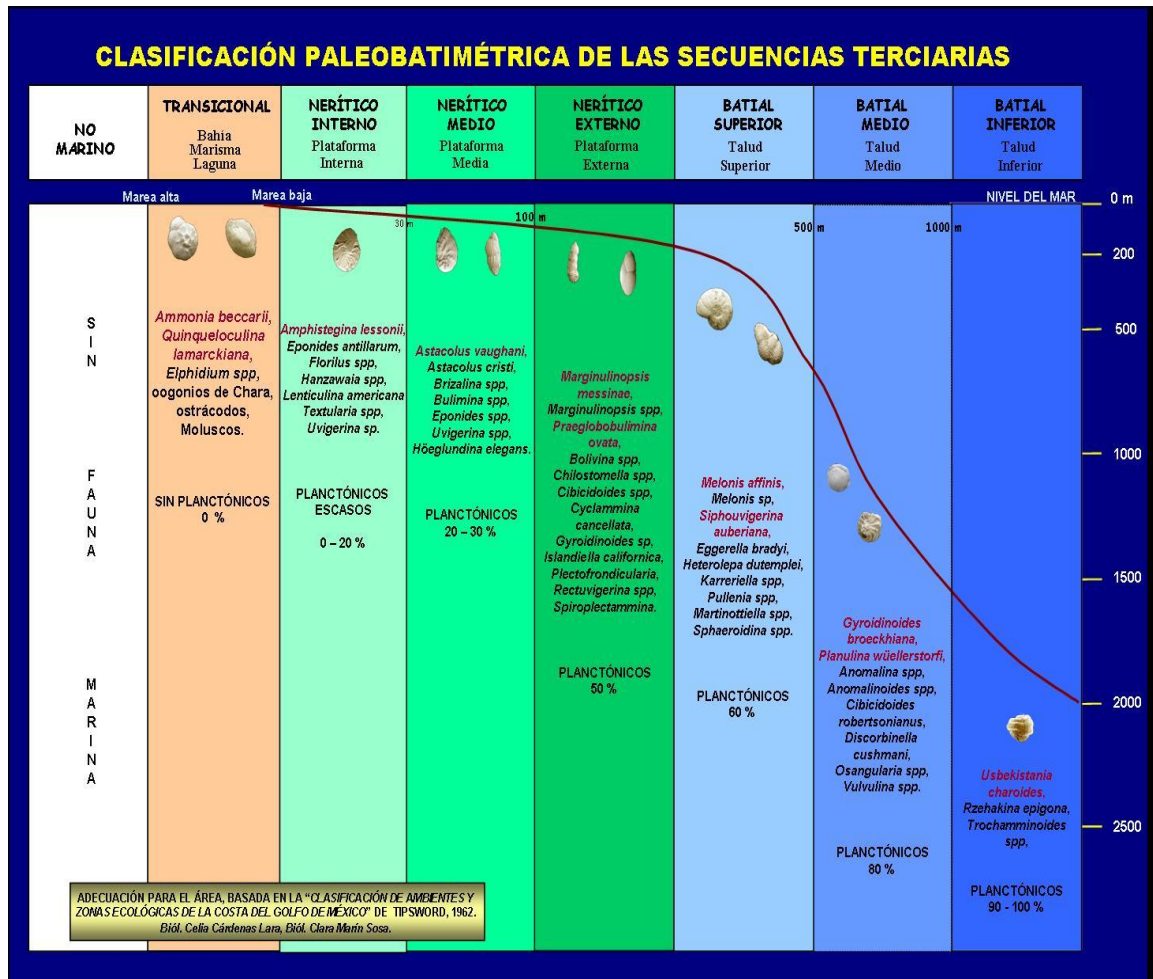 CLASIFICACIÓN PALEOBATIMÉTRICA DE LAS SECUENCIAS TERCIARIAS
NO
MARINO
TRANSICIONAL
Bahía
Marisma
Laguna
NERÍTICO
INTERNO
Plataforma
Interna
NERÍTICO
MEDIO
Plataforma
Media
NERÍTICO
EXTERNO
Plataforma
Externa
BATIAL
SUPERIOR
Talud
Superior
BATIAL
MEDIO
Talud
Medio
BATIAL
INFERIOR
Talud
Inferior
Marea alta
Marea baja
NIVEL DEL MAR
0 m
30 m
100 m
500 m
1000 m
200
500
1000
1500
2000
2500
SIN
FAUNA
MARINA
Ammonia beccarii,
Quinqueloculina
lamarckiana,
Elphidium spp,
oogonios de Chara,
ostrácodos,
Moluscos.
SIN PLANCTÓNICOS
0 %
Amphistegina lessonii,
Eponides antillarum,
Florilus spp,
Hanzawaia spp,
Lenticulina americana
Textularia spp,
Uvigerina sp.
PLANCTÓNICOS
ESCASOS
0 – 20 %
Astacolus vaughani,
Astacolus cristi,
Brizalina spp,
Bulimina spp,
Eponides spp,
Uvigerina spp,
Höeglundina elegans.
PLANCTÓNICOS
20 – 30 %
Marginulinopsis
messinae,
Marginulinopsis spp,
Praeglobobulimina
ovata,
Bolivina spp,
Chilostomella spp,
Cibicidoides spp,
Cyclammina
cancellata,
Gyroidinoides sp,
Islandiella californica,
Plectofrondicularia,
Rectuvigerina spp,
Spiroplectammina.
PLANCTÓNICOS
50 %
Melonis affinis,
Melonis sp,
Siphouvigerina
auberiana,
Eggerella bradyi,
Heterolepa dutemplei,
Karreriella spp,
Pullenia spp,
Martinottiella spp,
Sphaeroidina spp.
PLANCTÓNICOS
60 %
Gyroidinoides
broeckhiana,
Planulina wüellerstorfi,
Anomalina spp,
Anomalinoides spp,
Cibicidoides
robertsonianus,
Discorbinella
cushmani,
Osangularia spp,
Vulvulina spp.
PLANCTÓNICOS
80 %
Usbekistania
charoides,
Rzehakina epigona,
Trochamminoides
spp,
PLANCTÓNICOS
90 - 100 %
ADECUACIÓN PARA EL ÁREA, BASADA EN LA “CLASIFICACIÓN DE AMBIENTES Y
ZONAS ECOLÓGICAS DE LA COSTA DEL GOLFO DE MÉXICO” DE TIPSWORD, 1962.
Biól. Celia Cárdenas Lara, Biól. Clara Marín Sosa.